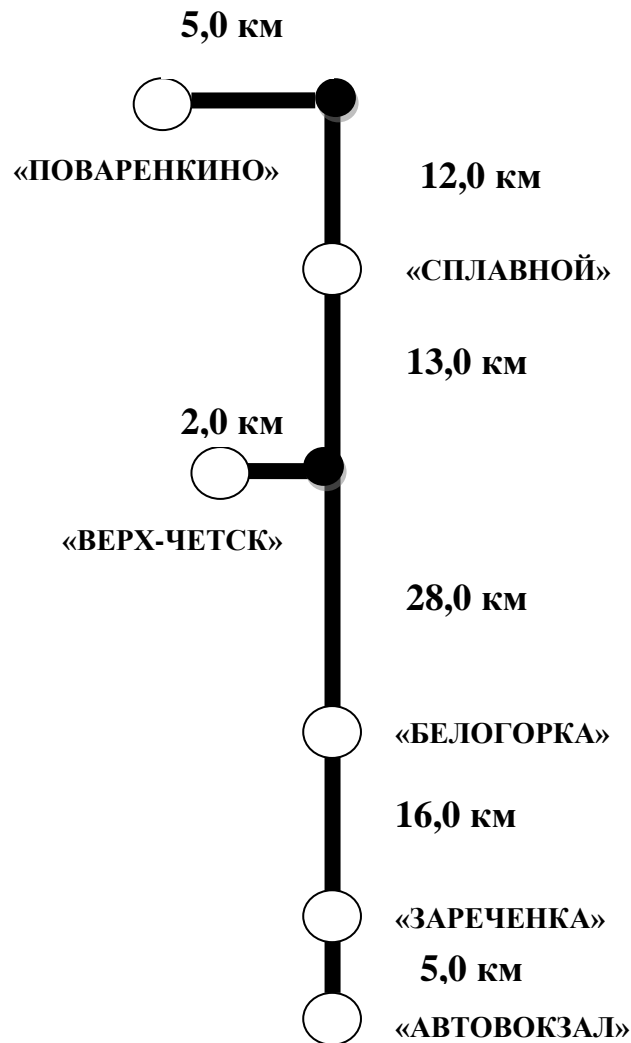 5,0 км
«ПОВАРЕНКИНО»
12,0 км
«СПЛАВНОЙ»
13,0 км
2,0 км
«ВЕРХ-ЧЕТСК»
28,0 км
«БЕЛОГОРКА»
16,0 км
«ЗАРЕЧЕНКА»
5,0 км
«АВТОВОКЗАЛ»